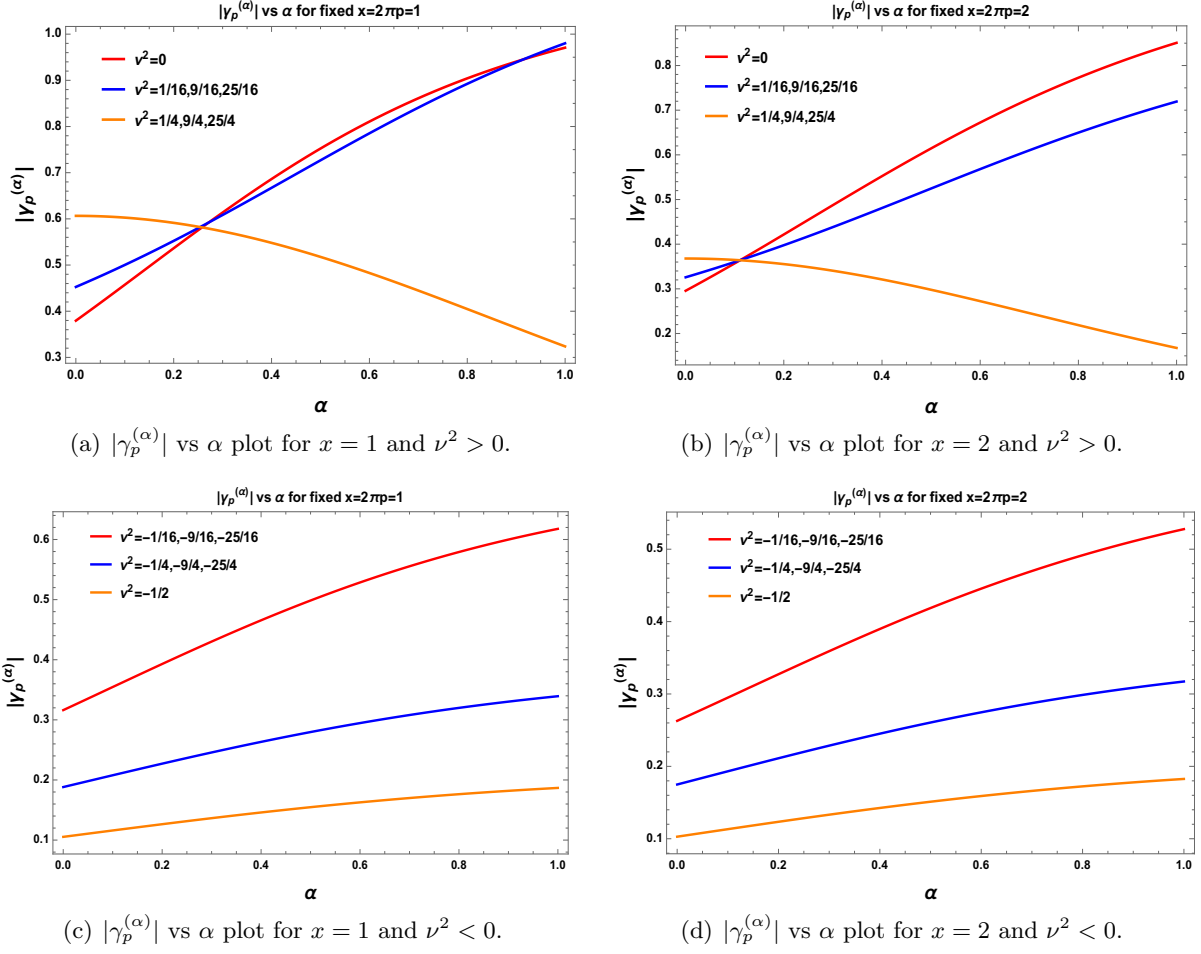 |γp(α)| vs α for fixed x=2πp=1
ν²=0
ν²=1/16,9/16,25/16
ν²=1/4,9/4,25/4
|γp(α)|
1.0
0.9
0.8
0.7
0.6
0.5
0.4
0.3
0.0 0.2 0.4 0.6 0.8 1.0
α
(a) |γp(α)| vs α plot for x = 1 and ν² > 0.
|γp(α)| vs α for fixed x=2πp=2
ν²=0
ν²=1/16,9/16,25/16
ν²=1/4,9/4,25/4
|γp(α)|
0.8
0.7
0.6
0.5
0.4
0.3
0.2
0.0 0.2 0.4 0.6 0.8 1.0
α
(b) |γp(α)| vs α plot for x = 2 and ν² > 0.
|γp(α)| vs α for fixed x=2πp=1
ν²=−1/16,−9/16,−25/16
ν²=−1/4,−9/4,−25/4
ν²=−1/2
|γp(α)|
0.6
0.5
0.4
0.3
0.2
0.1
0.0 0.2 0.4 0.6 0.8 1.0
α
(c) |γp(α)| vs α plot for x = 1 and ν² < 0.
|γp(α)| vs α for fixed x=2πp=2
ν²=−1/16,−9/16,−25/16
ν²=−1/4,−9/4,−25/4
ν²=−1/2
|γp(α)|
0.5
0.4
0.3
0.2
0.1
0.0 0.2 0.4 0.6 0.8 1.0
α
(d) |γp(α)| vs α plot for x = 2 and ν² < 0.